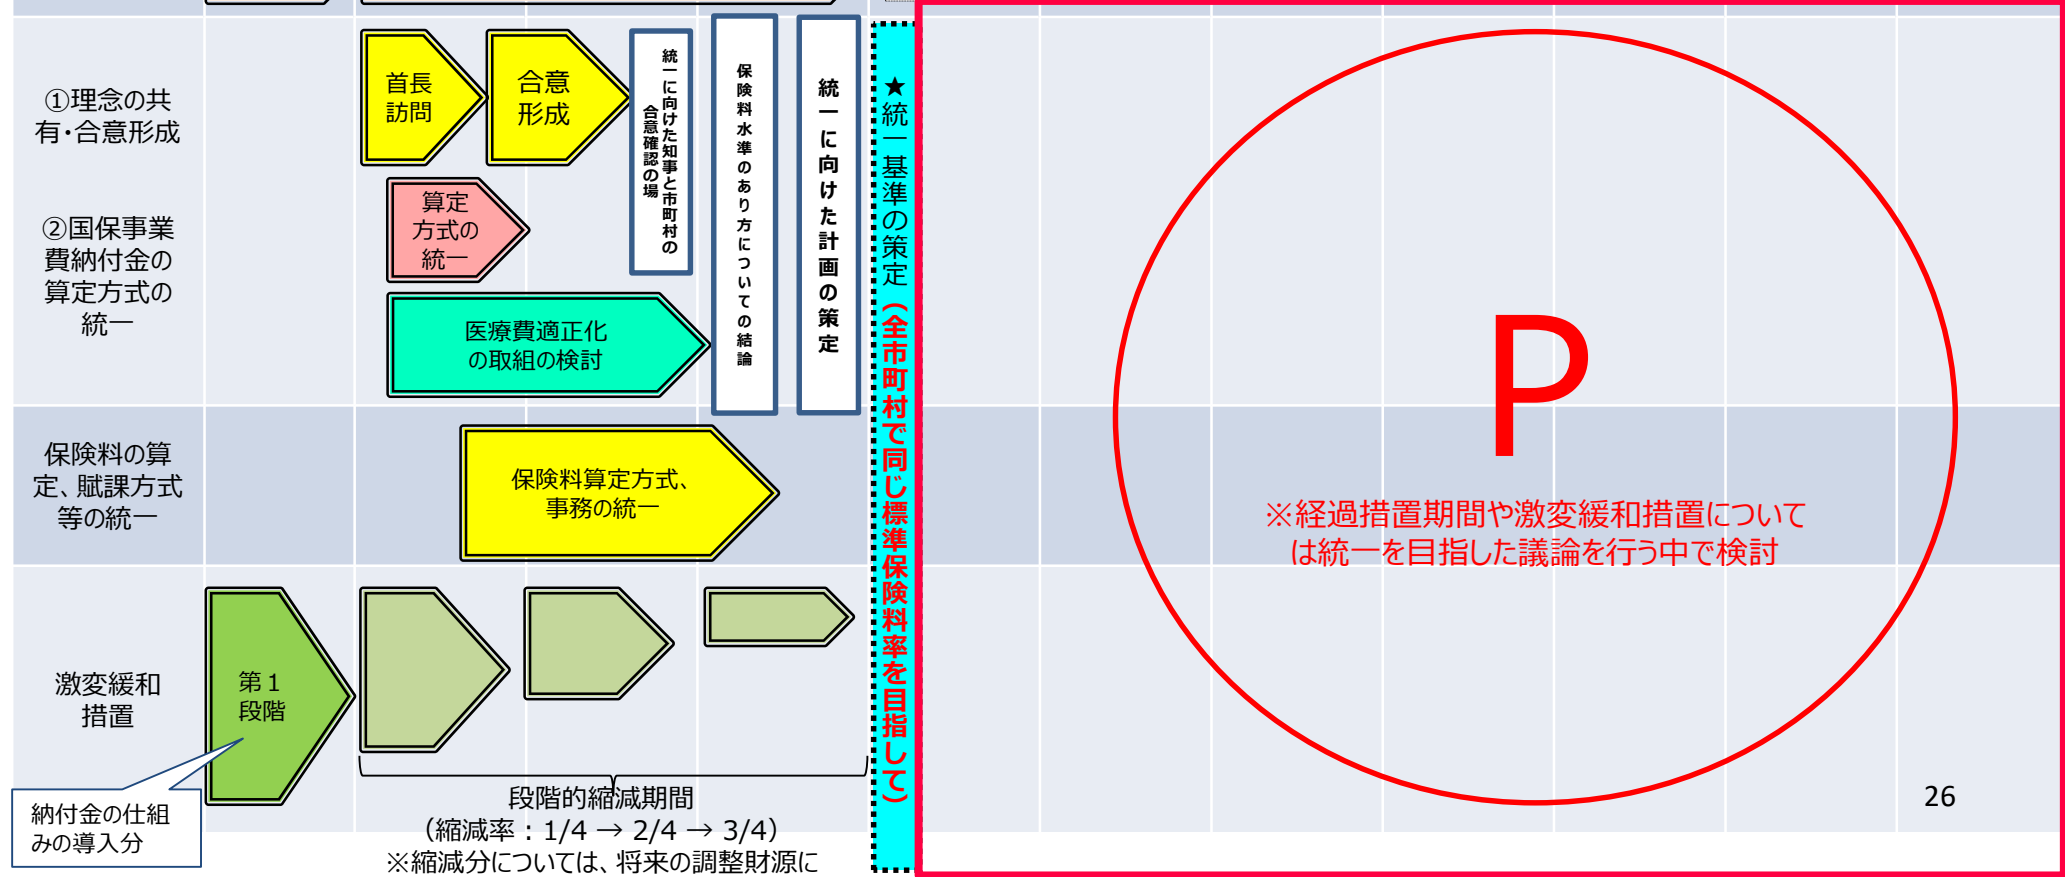 ①理念の共
有・合意形成
首長
訪問
合意
形成
統一に向けた知事と市町村の
合意確認の場
保険料水準のあり方についての結論
統一に向けた計画の策定
★統一基準の策定(全市町村で同じ標準保険料率を目指して)
②国保事業
費納付金の
算定方式の
統一
算定
方式の
統一
医療費適正化
の取組の検討
P
※経過措置期間や激変緩和措置について
は統一を目指した議論を行う中で検討
保険料の算
定、賦課方式
等の統一
保険料算定方式、
事務の統一
激変緩和
措置
第1
段階
納付金の仕組
みの導入分
段階的縮減期間
（縮減率：1/4 → 2/4 → 3/4）
※縮減分については、将来の調整財源に
26